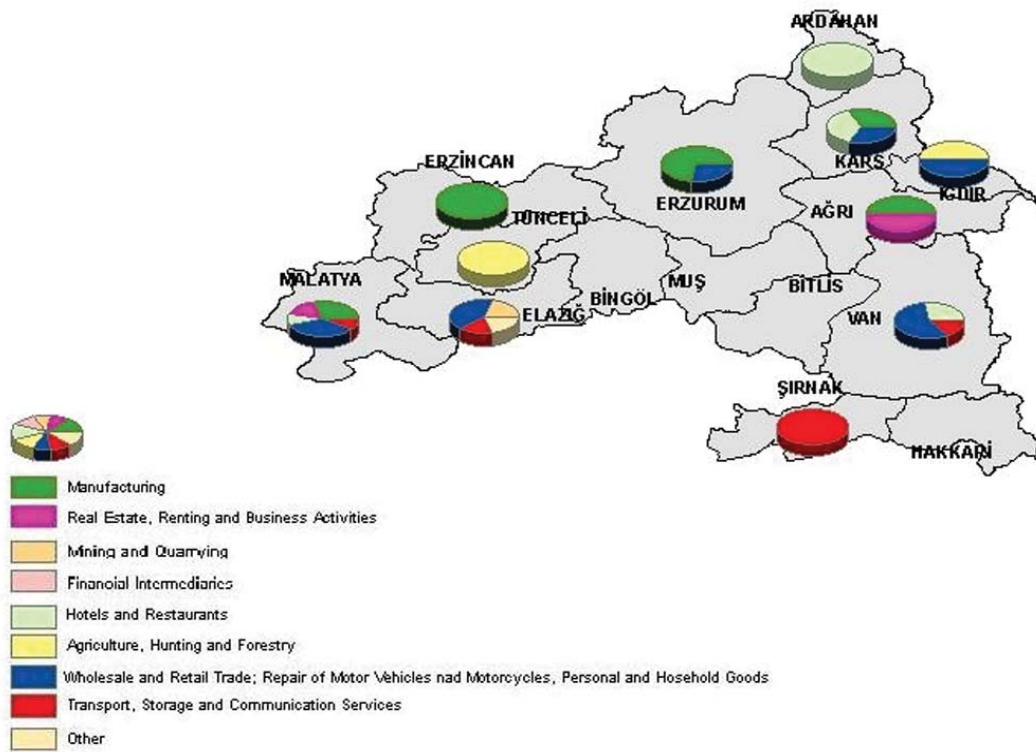 ARDAHAN
KARS
ERZİNCAN
IĞDIR
ERZURUM
AĞRI
TUNCELİ
MALATYA
MUŞ
BİTLİS
BİNGÖL
ELAZIĞ
VAN
ŞIRNAK
HAKKARİ
Manufacturing
Real Estate, Renting and Business Activities
Mining and Quarrying
Financial Intermediaries
Hotels and Restaurants
Agriculture, Hunting and Forestry
Wholesale and Retail Trade; Repair of Motor Vehicles nad Motorcycles, Personal and Hosehold Goods
Transport, Storage and Communication Services
Other